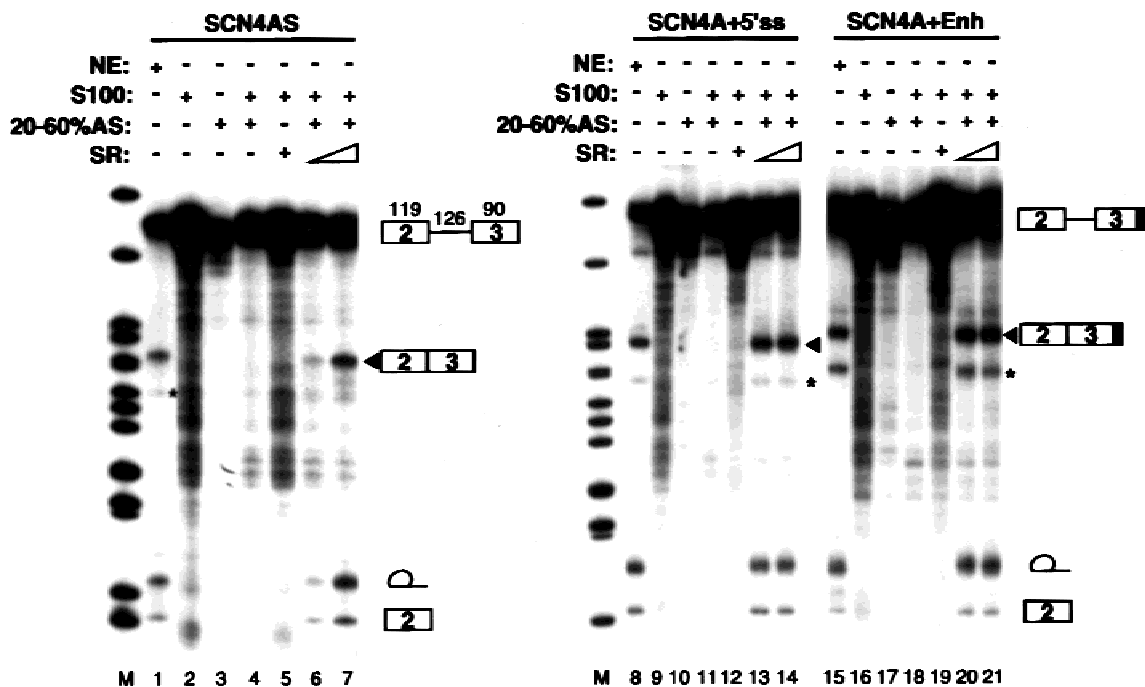 SCN4AS SCN4A+5'ss SCN4A+Enh
NE: + - - - - - - + - - - - - - + - - - - - -
S100: - + - + + + + - + - + + + + - + - + + + +
20-60%AS: - - + + - + + 20-60%AS: - - + + - + + - - + + - + +
SR: - - - - + SR: - - - - + - - - - +
119 126 90
2 3
2 3
2 3
2 3
*
*
*
2
2
M 1 2 3 4 5 6 7 M 8 9 10 11 12 13 14 15 16 17 18 19 20 21